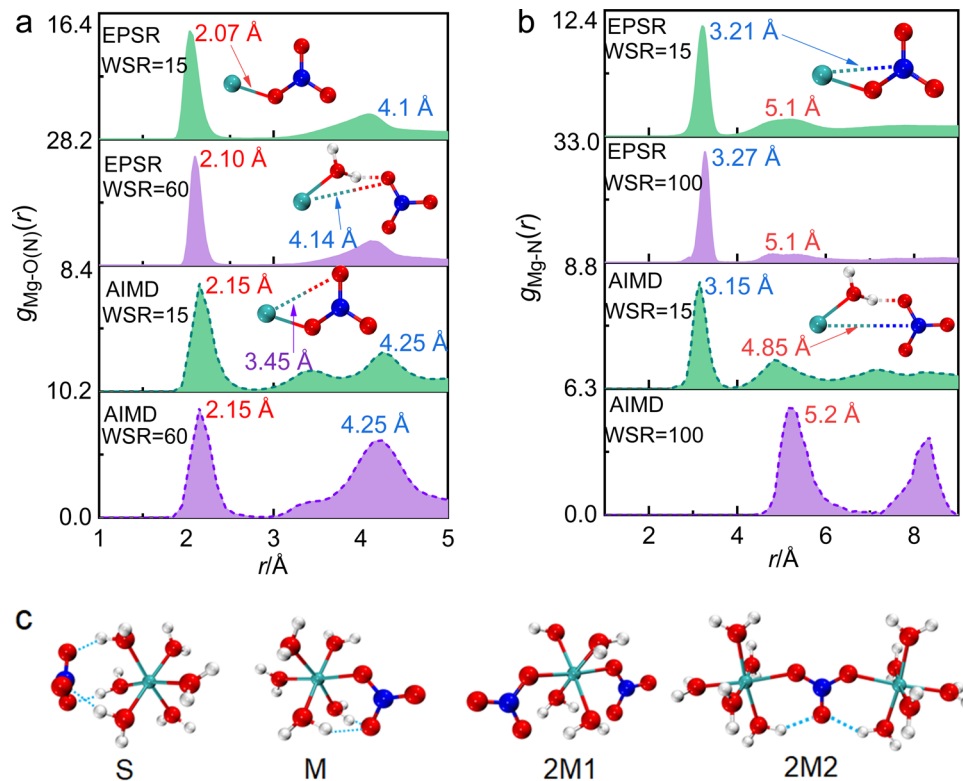 a
16.4
EPSR
WSR=15
2.07 Å
4.1 Å
28.2
EPSR
WSR=60
2.10 Å
4.14 Å
8.4
AIMD
WSR=15
2.15 Å
3.45 Å
4.25 Å
10.2
AIMD
WSR=60
2.15 Å
4.25 Å
0.0
1 2 3 4 5
r/Å
gMg-O(N)(r)
b
12.4
EPSR
WSR=15
3.21 Å
5.1 Å
33.0
EPSR
WSR=100
3.27 Å
5.1 Å
8.8
AIMD
WSR=15
3.15 Å
4.85 Å
6.3
AIMD
WSR=100
5.2 Å
0.0
2 4 6 8
r/Å
gMg-N(r)
c
S M 2M1 2M2